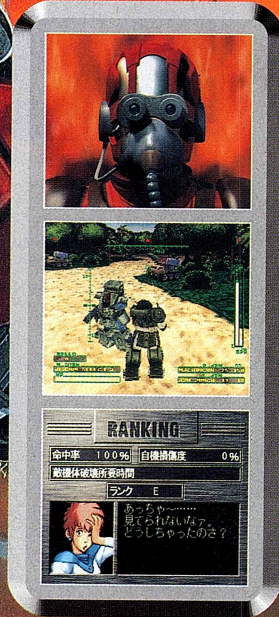 RANKING
命中率 100% 自機損傷度 0%
敵機体破壊所要時間
ランク E
あっちゃ~……
見てられないなァ。
どうしちゃったのさ?